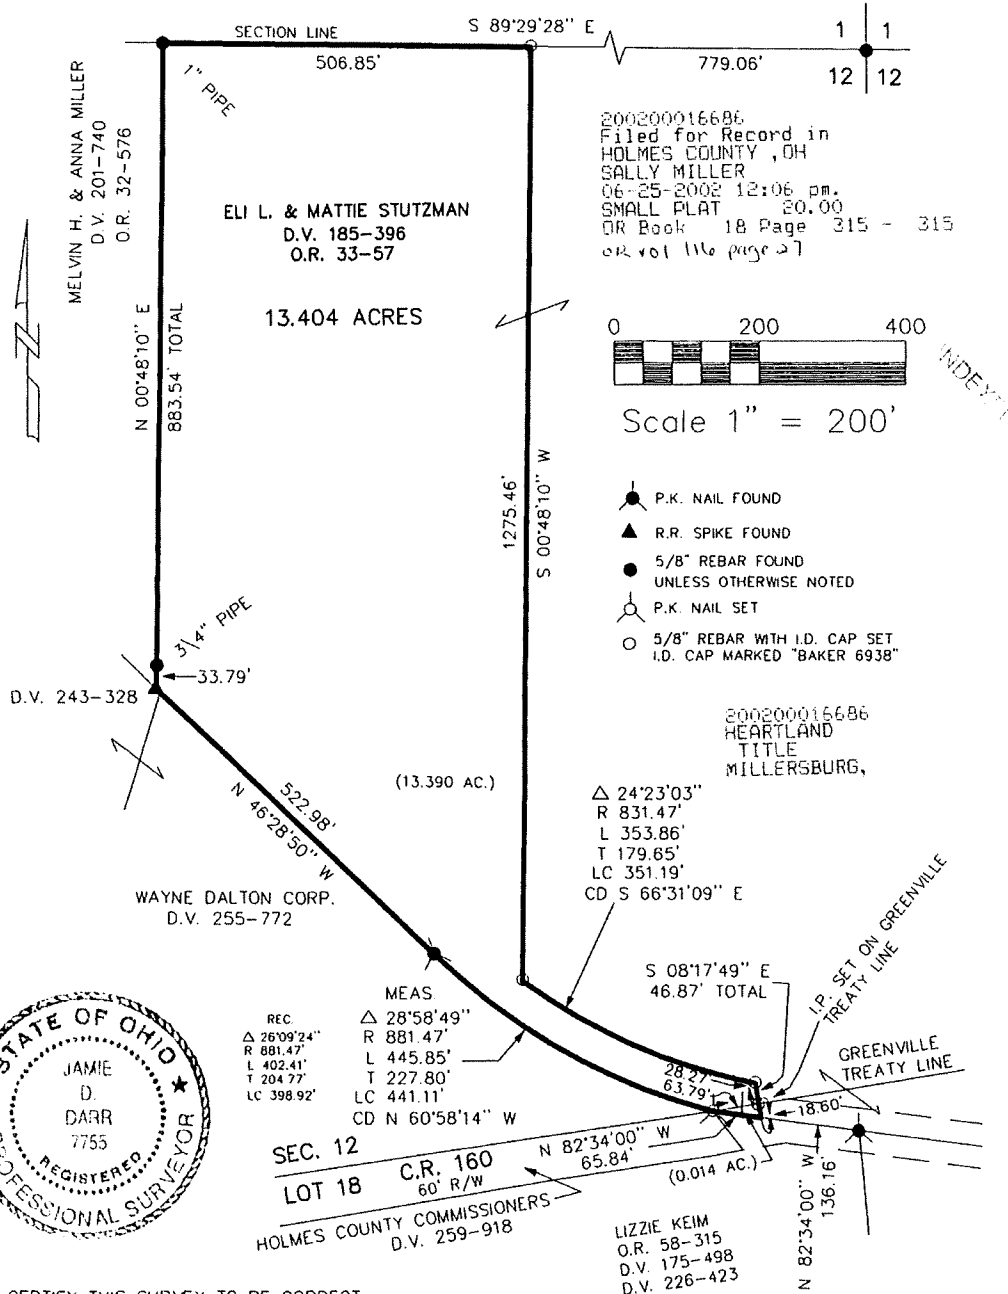 SECTION LINE
S 89°29'28" E
506.85'
779.06'
1 1
12 12
1" PIPE
MELVIN H. & ANNA MILLER
D.V. 201-740
O.R. 32-576
200200016686
Filed for Record in
HOLMES COUNTY ,OH
SALLY MILLER
06-25-2002 12:06 pm.
SMALL PLAT 20.00
OR Book 18 Page 315 - 315
OR vol 116 page 27
ELI L. & MATTIE STUTZMAN
D.V. 185-396
O.R. 33-57
13.404 ACRES
N 00°48'10" E
883.54' TOTAL
0 200 400
Scale 1" = 200'
1275.46'
S 00°48'10" W
P.K. NAIL FOUND
R.R. SPIKE FOUND
5/8" REBAR FOUND
UNLESS OTHERWISE NOTED
P.K. NAIL SET
5/8" REBAR WITH I.D. CAP SET
I.D. CAP MARKED "BAKER 6938"
3\4" PIPE
33.79'
D.V. 243-328
200200016686
HEARTLAND
TITLE
MILLERSBURG,
(13.390 AC.)
522.98'
N 46°28'50" W
△ 24°23'03"
R 831.47'
L 353.86'
T 179.65'
LC 351.19'
CD S 66°31'09" E
WAYNE DALTON CORP.
D.V. 255-772
S 08°17'49" E
46.87' TOTAL
I.P. SET ON GREENVILLE
TREATY LINE
GREENVILLE
TREATY LINE
REC.
△ 26°09'24"
R 881.47'
L 402.41'
T 204.77'
LC 398.92'
MEAS.
△ 28°58'49"
R 881.47'
L 445.85'
T 227.80'
LC 441.11'
CD N 60°58'14" W
28.27'
63.79'
18.60'
STATE OF OHIO
JAMIE
D.
DARR
7755
REGISTERED
PROFESSIONAL SURVEYOR
SEC. 12
LOT 18
C.R. 160
60' R/W
N 82°34'00" W
65.84'
(0.014 AC.)
HOLMES COUNTY COMMISSIONERS
D.V. 259-918
N 82°34'00" W
136.16'
LIZZIE KEIM
O.R. 58-315
D.V. 175-498
D.V. 226-423
CERTIFY THIS SURVEY TO BE CORRECT